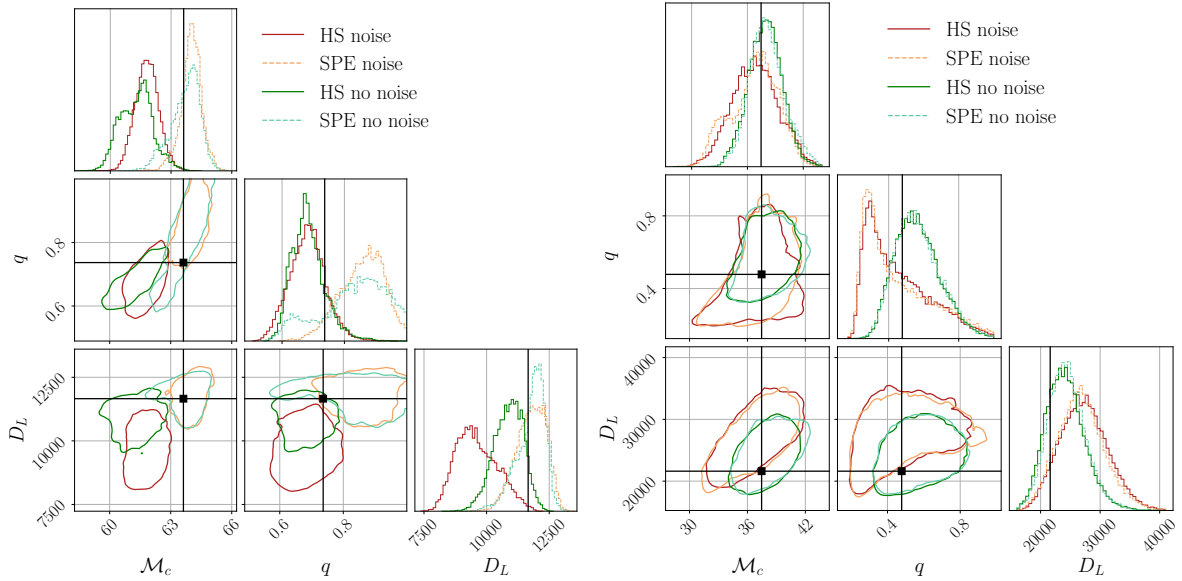 HS noise
SPE noise
HS no noise
SPE no noise
q
0.8
0.6
D_L
12500
10000
7500
60
63
66
M_c
0.6
0.8
q
7500
10000
12500
D_L
HS noise
SPE noise
HS no noise
SPE no noise
q
0.8
0.4
D_L
40000
30000
20000
30
36
42
M_c
0.4
0.8
q
20000
30000
40000
D_L